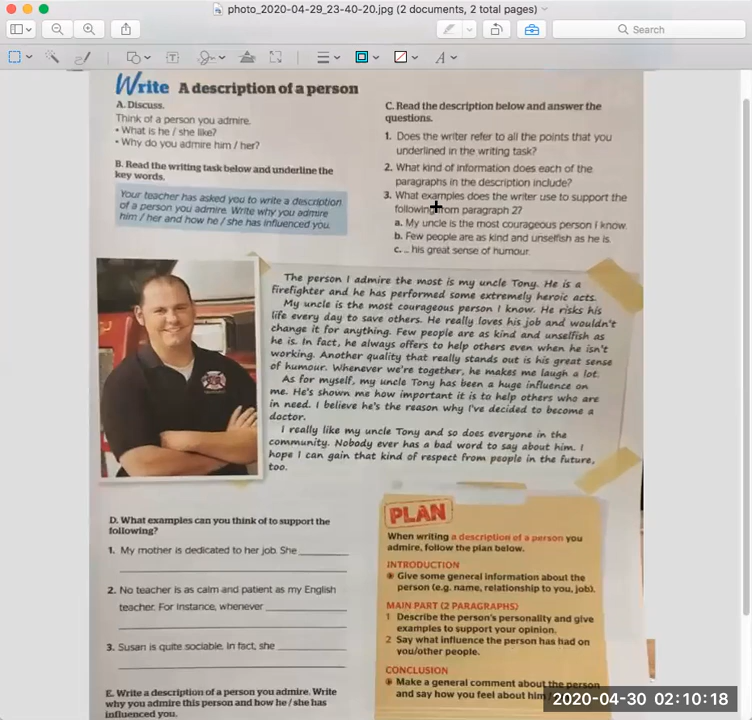 photo_2020-04-29_23-40-20.jpg (2 documents, 2 total pages)
Search
Write A description of a person
A. Discuss.
Think of a person you admire.
• What is he / she like?
• Why do you admire him / her?
B. Read the writing task below and underline the
key words.
Your teacher has asked you to write a description
of a person you admire. Write why you admire
him / her and how he / she has influenced you.
C. Read the description below and answer the
questions.
1. Does the writer refer to all the points that you
underlined in the writing task?
2. What kind of information does each of the
paragraphs in the description include?
3. What examples does the writer use to support the
following from paragraph 2?
a. My uncle is the most courageous person I know.
b. Few people are as kind and unselfish as he is.
c. ... his great sense of humour.
The person I admire the most is my uncle Tony. He is a
firefighter and he has performed some extremely heroic acts.
My uncle is the most courageous person I know. He risks his
life every day to save others. He really loves his job and wouldn't
change it for anything. Few people are as kind and unselfish as
he is. In fact, he always offers to help others even when he isn't
working. Another quality that really stands out is his great sense
of humour. Whenever we're together, he makes me laugh a lot.
As for myself, my uncle Tony has been a huge influence on
me. He's shown me how important it is to help others who are
in need. I believe he's the reason why I've decided to become a
doctor.
I really like my uncle Tony and so does everyone in the
community. Nobody ever has a bad word to say about him. I
hope I can gain that kind of respect from people in the future,
too.
D. What examples can you think of to support the
following?
1. My mother is dedicated to her job. She
2. No teacher is as calm and patient as my English
teacher. For instance, whenever
3. Susan is quite sociable. In fact, she
E. Write a description of a person you admire. Write
why you admire this person and how he / she has
influenced you.
PLAN
When writing a description of a person you
admire, follow the plan below.
INTRODUCTION
Give some general information about the
person (e.g. name, relationship to you, job).
MAIN PART (2 PARAGRAPHS)
1 Describe the person's personality and give
examples to support your opinion.
2 Say what influence the person has had on
you/other people.
CONCLUSION
Make a general comment about the person
and say how you feel about him
2020-04-30 02:10:18